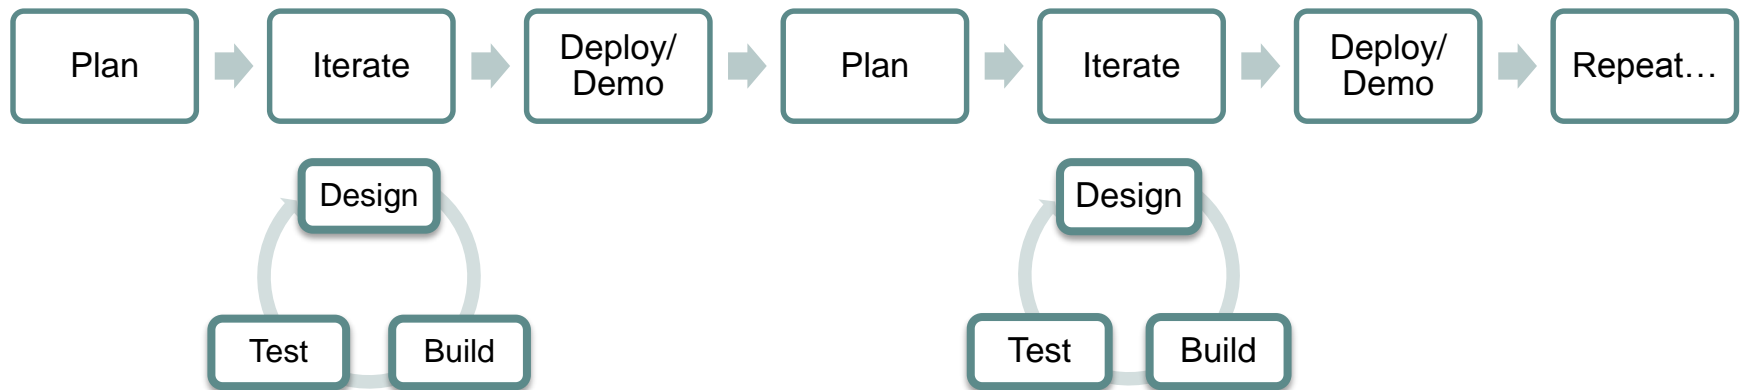 Plan
Iterate
Deploy/
Demo
Plan
Iterate
Deploy/
Demo
Repeat…
Design
Test
Build
Design
Test
Build